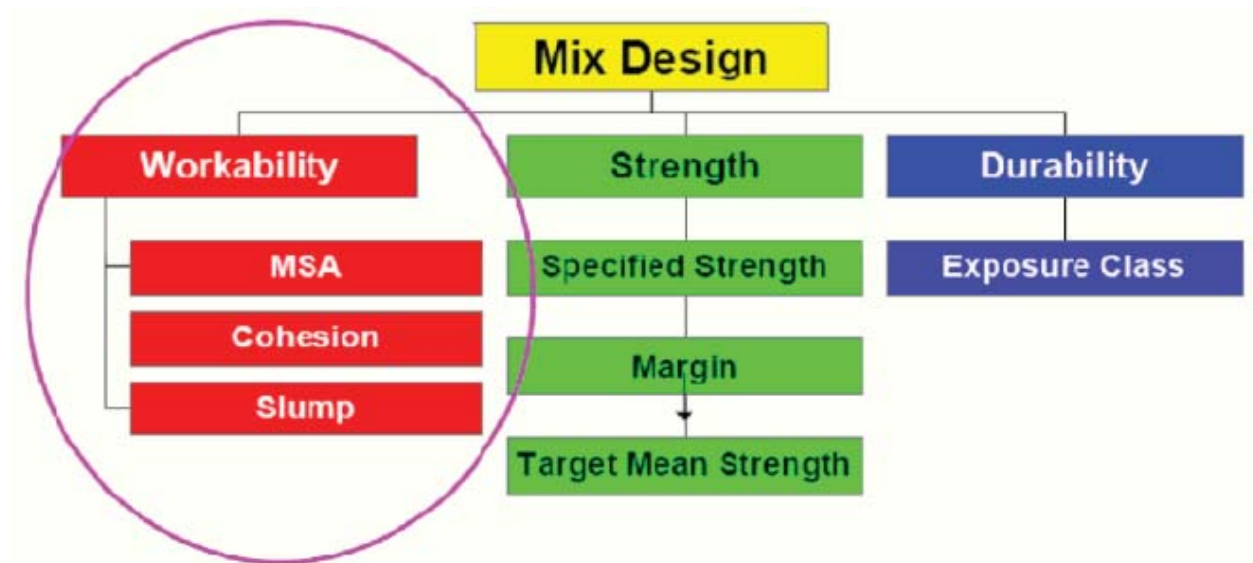 Mix Design
Workability
Strength
Durability
MSA
Specified Strength
Exposure Class
Cohesion
Margin
Slump
Target Mean Strength